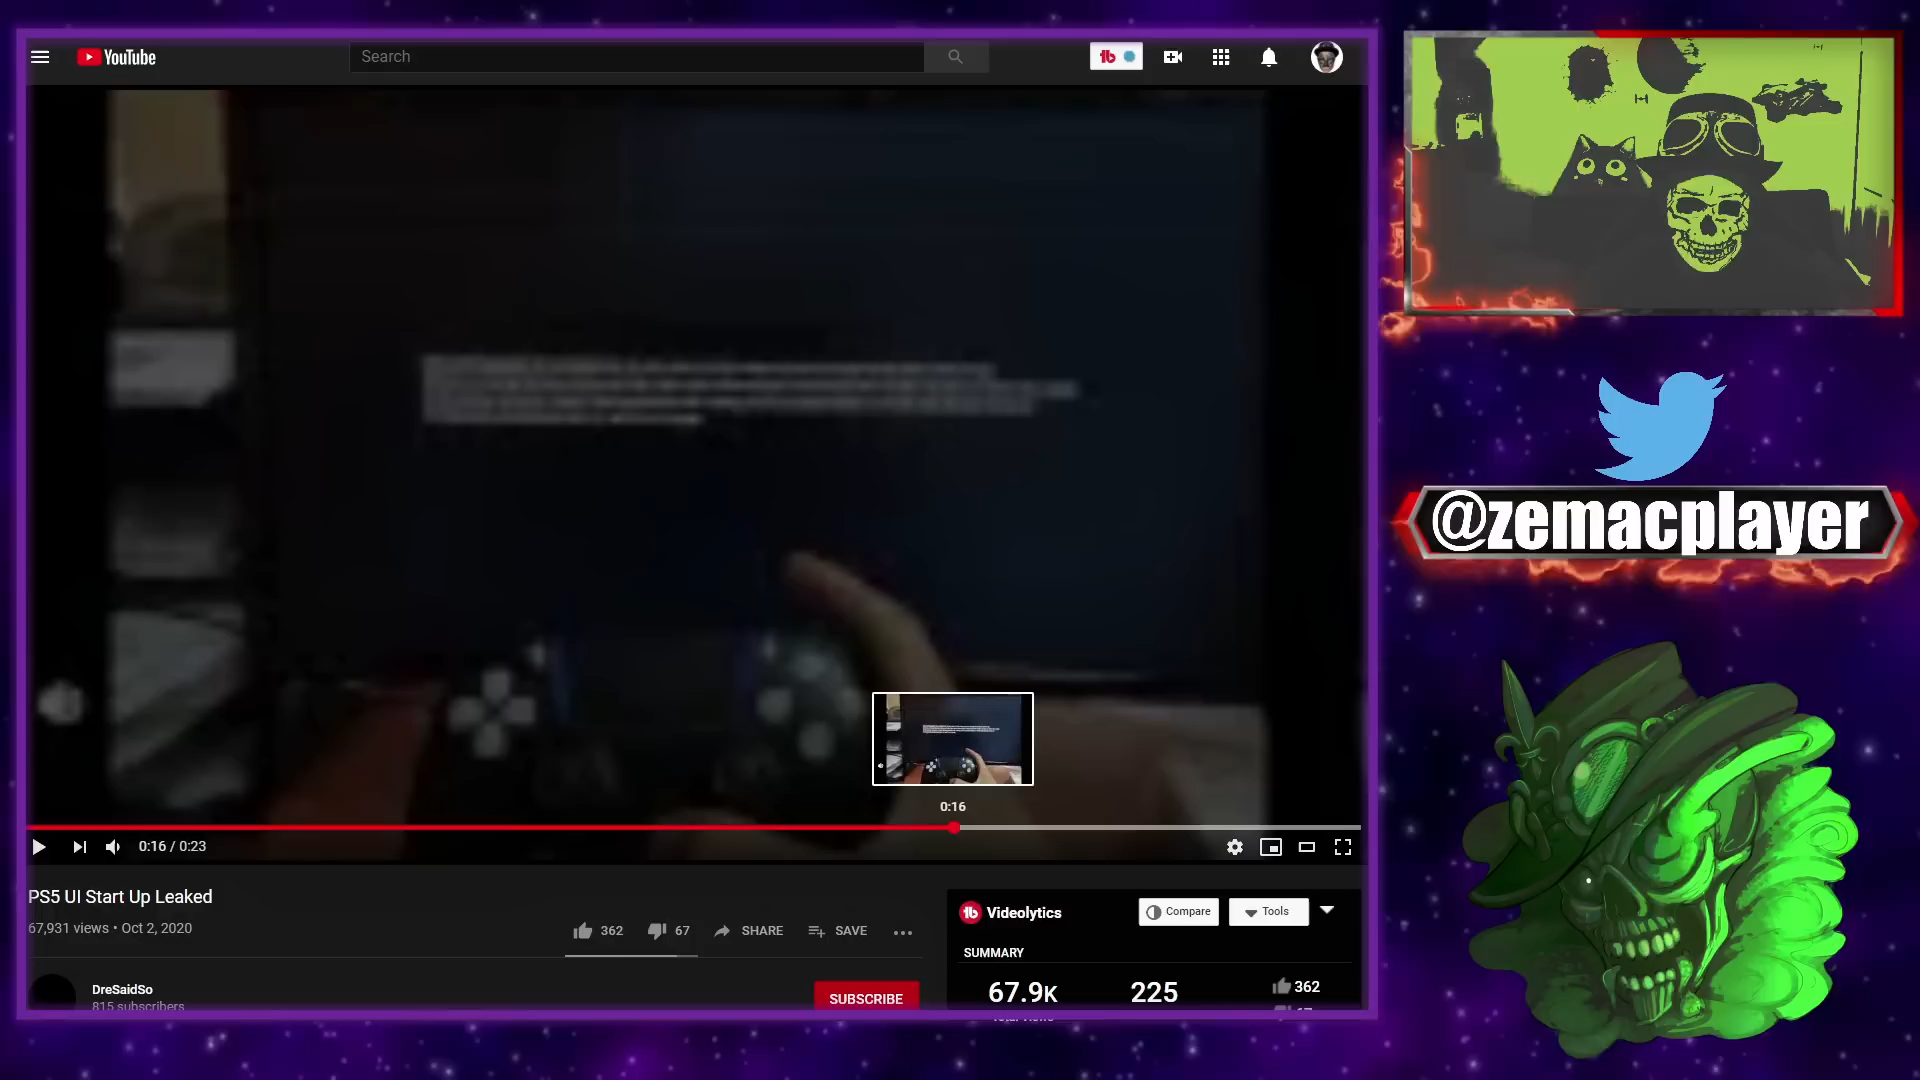 YouTube
Search
0:16
0:16 / 0:23
PS5 UI Start Up Leaked
67,931 views • Oct 2, 2020
362
67
SHARE
SAVE
DreSaidSo
815 subscribers
SUBSCRIBE
tb
Videolytics
Compare
Tools
SUMMARY
67.9K
225
362
@zemacplayer